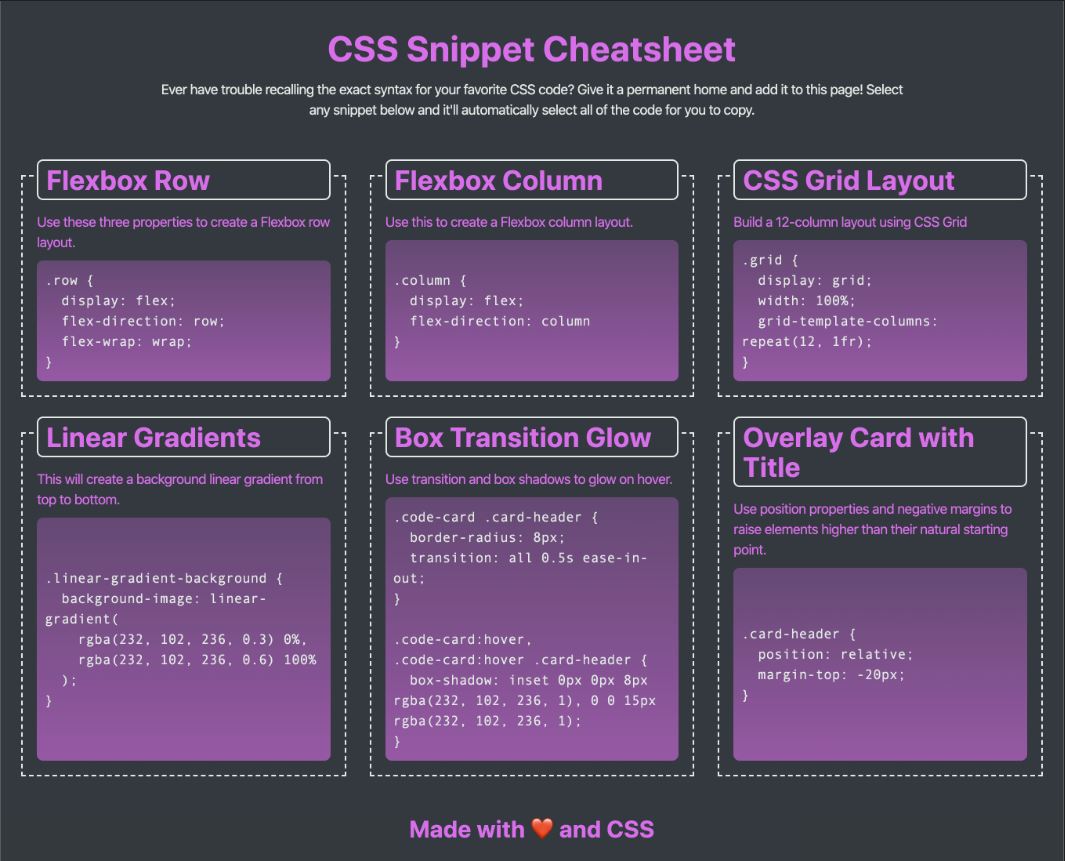 CSS Snippet Cheatsheet
Ever have trouble recalling the exact syntax for your favorite CSS code? Give it a permanent home and add it to this page! Select
any snippet below and it'll automatically select all of the code for you to copy.
Flexbox Row
Use these three properties to create a Flexbox row
layout.
.row {
  display: flex;
  flex-direction: row;
  flex-wrap: wrap;
}
Flexbox Column
Use this to create a Flexbox column layout.
.column {
  display: flex;
  flex-direction: column
}
CSS Grid Layout
Build a 12-column layout using CSS Grid
.grid {
  display: grid;
  width: 100%;
  grid-template-columns:
repeat(12, 1fr);
}
Linear Gradients
This will create a background linear gradient from
top to bottom.
.linear-gradient-background {
  background-image: linear-
gradient(
    rgba(232, 102, 236, 0.3) 0%,
    rgba(232, 102, 236, 0.6) 100%
  );
}
Box Transition Glow
Use transition and box shadows to glow on hover.
.code-card .card-header {
  border-radius: 8px;
  transition: all 0.5s ease-in-
out;
}
.code-card:hover,
.code-card:hover .card-header {
  box-shadow: inset 0px 0px 8px
rgba(232, 102, 236, 1), 0 0 15px
rgba(232, 102, 236, 1);
}
Overlay Card with
Title
Use position properties and negative margins to
raise elements higher than their natural starting
point.
.card-header {
  position: relative;
  margin-top: -20px;
}
Made with ❤️ and CSS